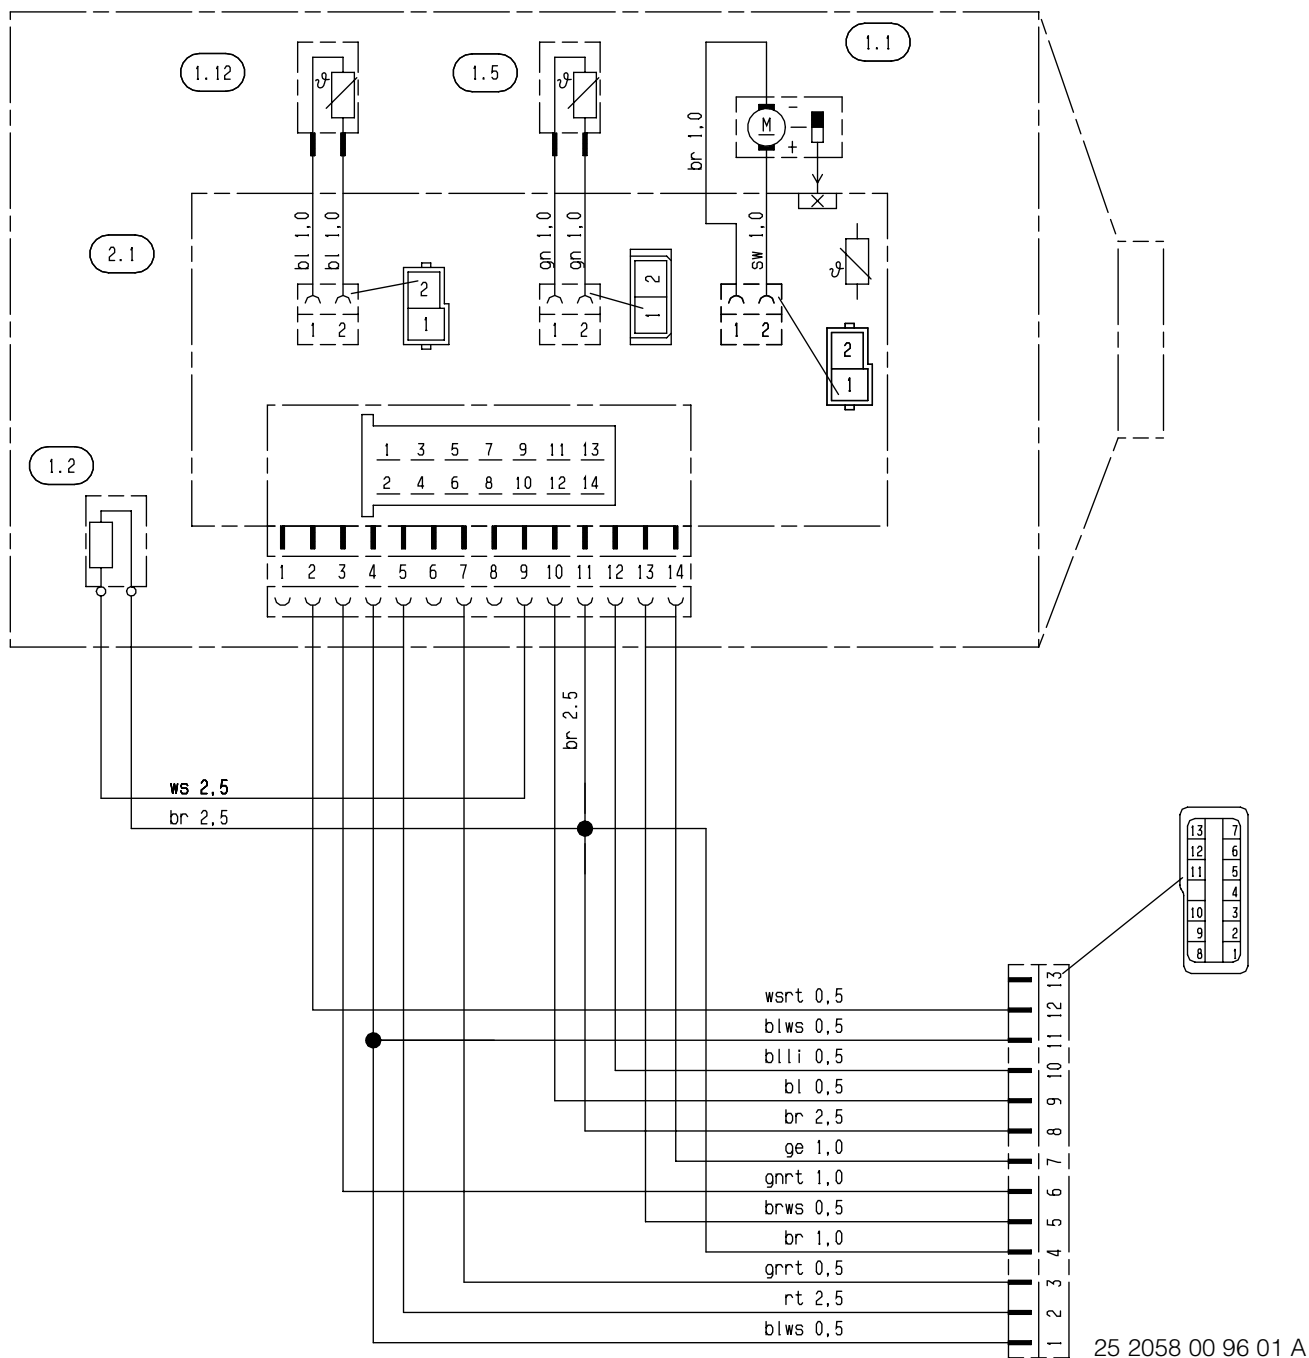 1.12
1.5
1.1
ϑ
ϑ
M
−
+
br 1,0
2.1
bl 1,0
bl 1,0
gn 1,0
gn 1,0
sw 1,0
ϑ
2
1
2
1
1 2
1 2
1 2
2
1
1.2
1 3 5 7 9 11 13
2 4 6 8 10 12 14
1 2 3 4 5 6 7 8 9 10 11 12 13 14
br 2.5
ws 2,5
br 2,5
13 7
12 6
11 5
4
10 3
9 2
8 1
13
wsrt 0,5 12
blws 0,5 11
blli 0,5 10
bl 0,5 9
br 2,5 8
ge 1,0 7
gnrt 1,0 6
brws 0,5 5
br 1,0 4
grrt 0,5 3
rt 2,5 2
blws 0,5 1
25 2058 00 96 01 A